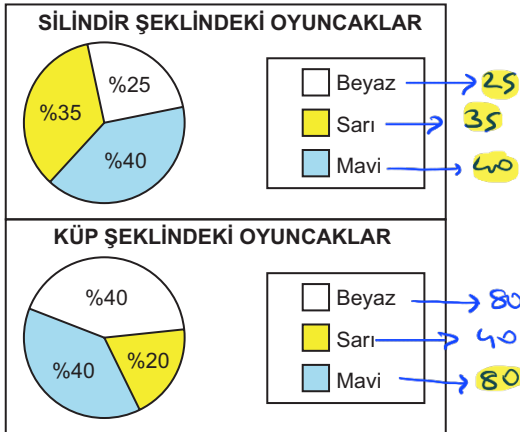 SİLİNDİR ŞEKLİNDEKİ OYUNCAKLAR
%25
%35
%40
Beyaz → 25
Sarı → 35
Mavi → 40
KÜP ŞEKLİNDEKİ OYUNCAKLAR
%40
%20
%40
Beyaz → 80
Sarı → 40
Mavi → 80